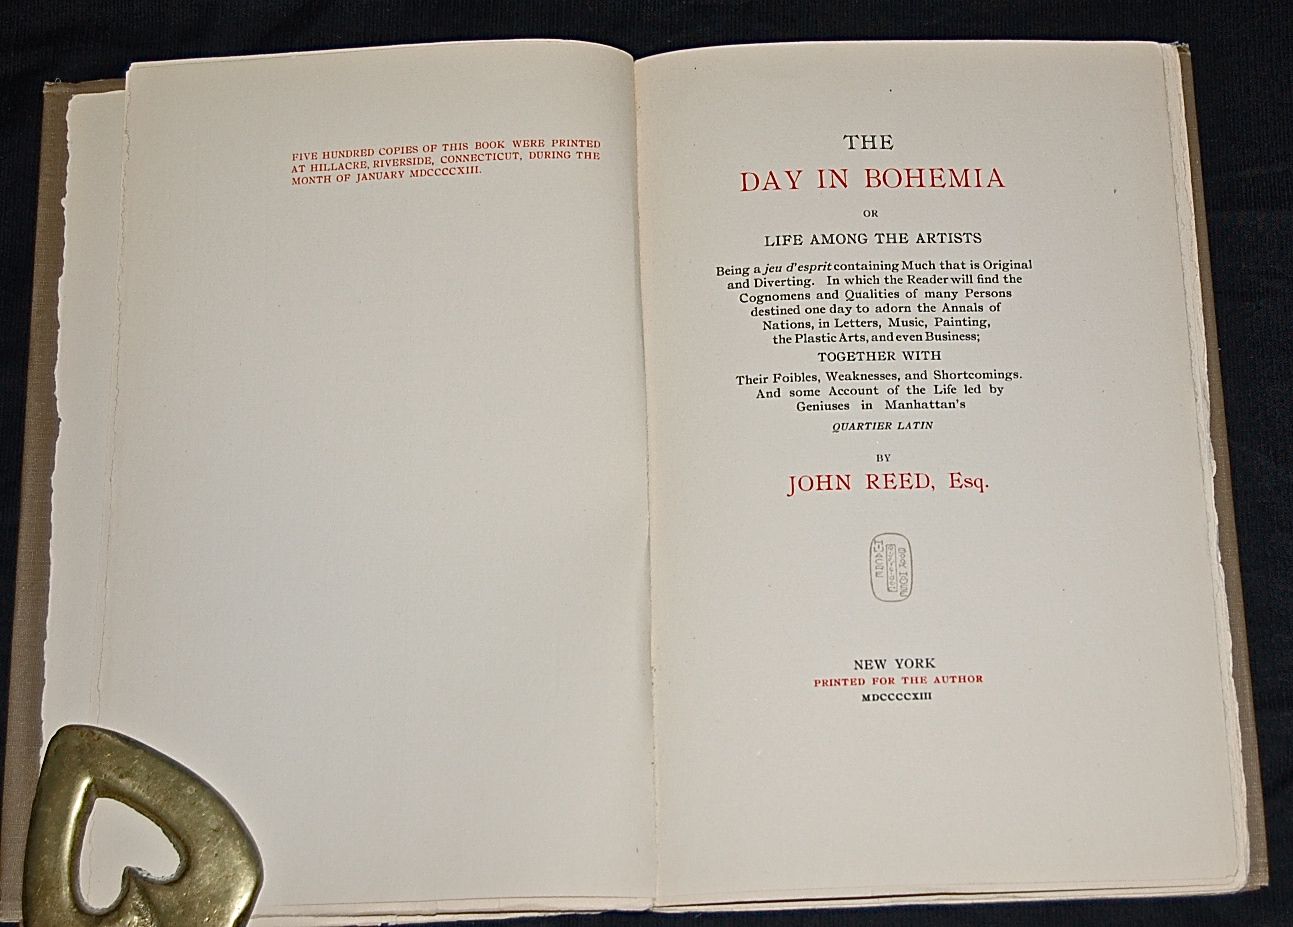 FIVE HUNDRED COPIES OF THIS BOOK WERE PRINTED
AT HILLACRE, RIVERSIDE, CONNECTICUT, DURING THE
MONTH OF JANUARY MDCCCCXIII.
THE
DAY IN BOHEMIA
OR
LIFE AMONG THE ARTISTS
Being a jeu d'esprit containing Much that is Original
and Diverting. In which the Reader will find the
Cognomens and Qualities of many Persons
destined one day to adorn the Annals of
Nations, in Letters, Music, Painting,
the Plastic Arts, and even Business;
TOGETHER WITH
Their Foibles, Weaknesses, and Shortcomings.
And some Account of the Life led by
Geniuses in Manhattan's
QUARTIER LATIN
BY
JOHN REED, Esq.
NEW YORK
PRINTED FOR THE AUTHOR
MDCCCCXIII